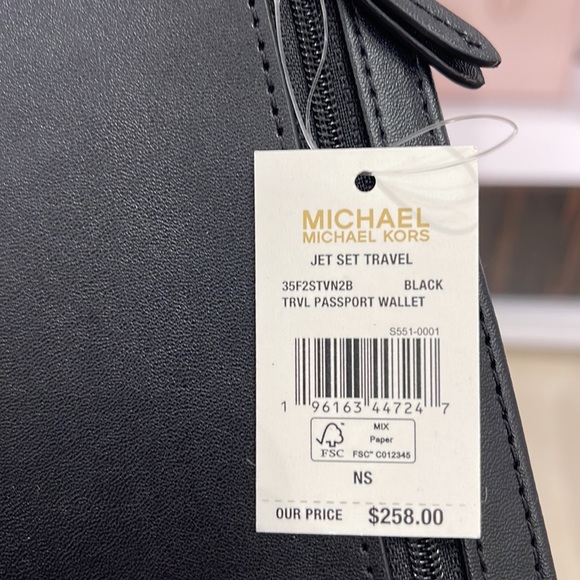 MICHAEL
MICHAEL KORS
JET SET TRAVEL
35F2STVN2B BLACK
TRVL PASSPORT WALLET
S551-0001
1 96163 44724 7
FSC
MIX
Paper
FSC™ C012345
NS
OUR PRICE $258.00